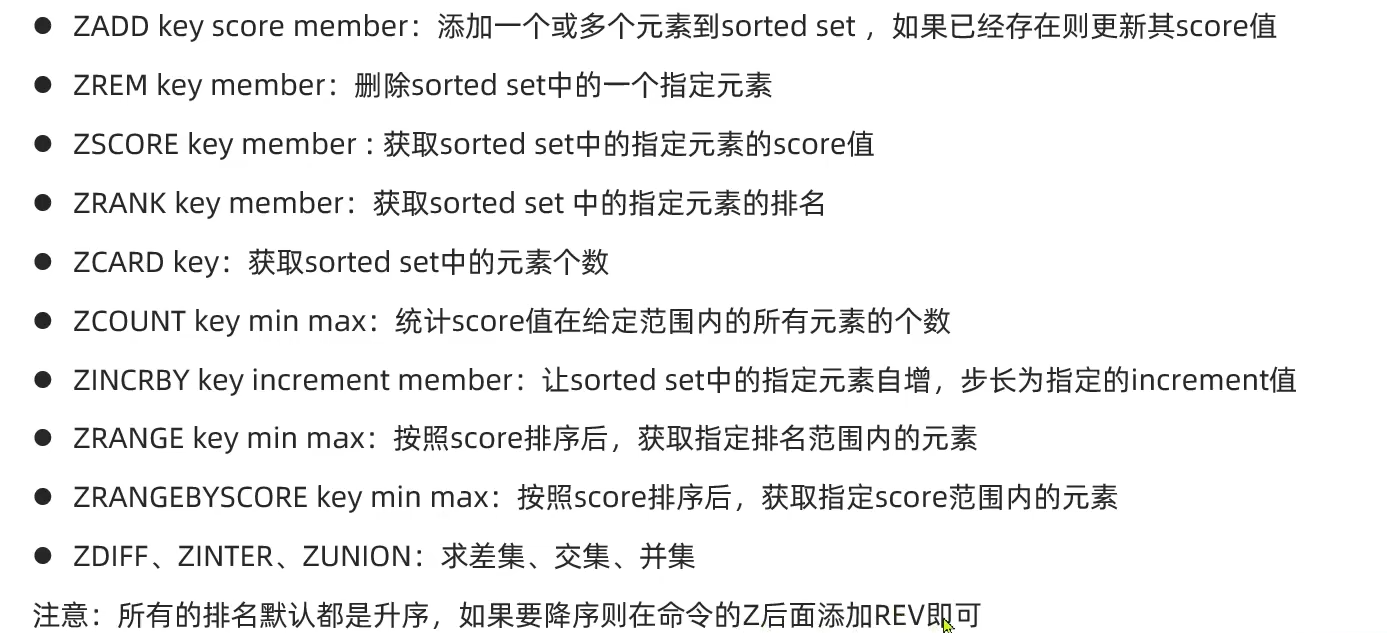 ● ZADD key score member：添加一个或多个元素到sorted set ，如果已经存在则更新其score值
● ZREM key member：删除sorted set中的一个指定元素
● ZSCORE key member : 获取sorted set中的指定元素的score值
● ZRANK key member：获取sorted set 中的指定元素的排名
● ZCARD key：获取sorted set中的元素个数
● ZCOUNT key min max：统计score值在给定范围内的所有元素的个数
● ZINCRBY key increment member：让sorted set中的指定元素自增，步长为指定的increment值
● ZRANGE key min max：按照score排序后，获取指定排名范围内的元素
● ZRANGEBYSCORE key min max：按照score排序后，获取指定score范围内的元素
● ZDIFF、ZINTER、ZUNION：求差集、交集、并集
注意：所有的排名默认都是升序，如果要降序则在命令的Z后面添加REV即可